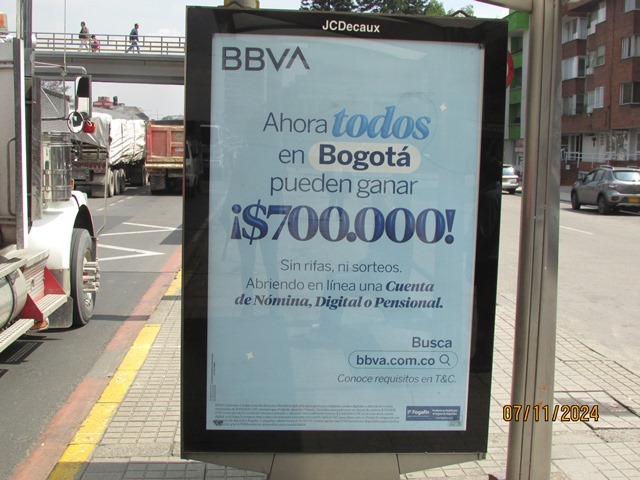 JCDecaux
BBVA
Ahora todos
en Bogotá
pueden ganar
¡$700.000!
Sin rifas, ni sorteos.
Abriendo en línea una Cuenta
de Nómina, Digital o Pensional.
Busca
bbva.com.co
Conoce requisitos en T&C.
Fogafín
07/11/2024